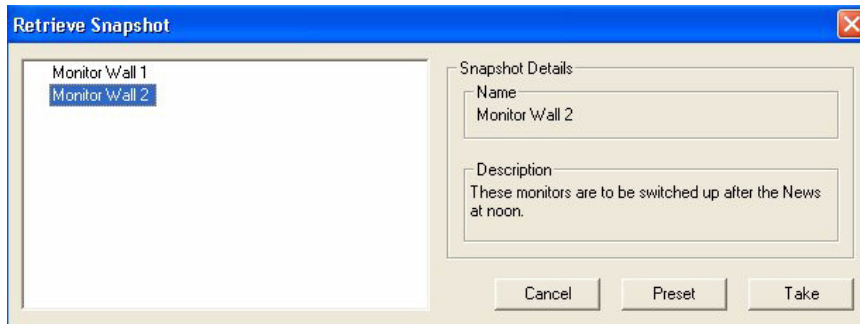 Retrieve Snapshot
Monitor Wall 1
Monitor Wall 2
Snapshot Details
Name
Monitor Wall 2
Description
These monitors are to be switched up after the News
at noon.
Cancel
Preset
Take